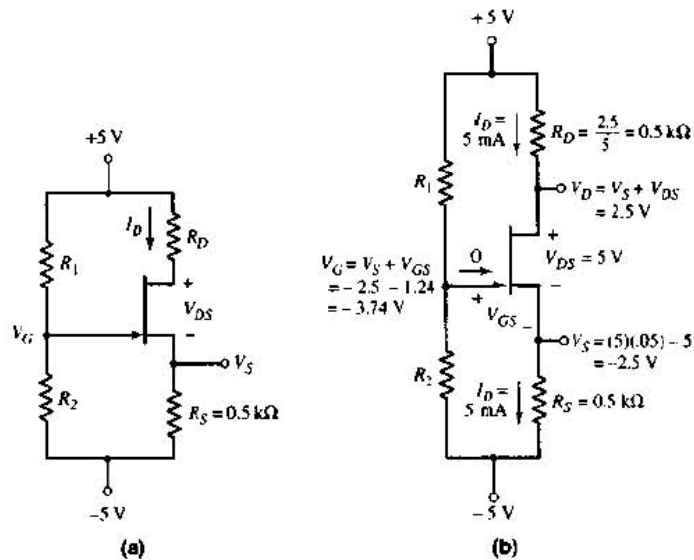 +5 V
I_D
R_D
R_1
+
V_DS
V_G
−
V_S
R_2
R_S = 0.5 kΩ
−5 V
(a)
+5 V
I_D =
5 mA
R_D = 2.5/5 = 0.5 kΩ
R_1
V_D = V_S + V_DS
= 2.5 V
+
V_G = V_S + V_GS
= −2.5 − 1.24
= −3.74 V
0
V_DS = 5 V
+
−
V_GS
−
V_S = (5)(.05) − 5
= −2.5 V
R_2
I_D =
5 mA
R_S = 0.5 kΩ
−5 V
(b)